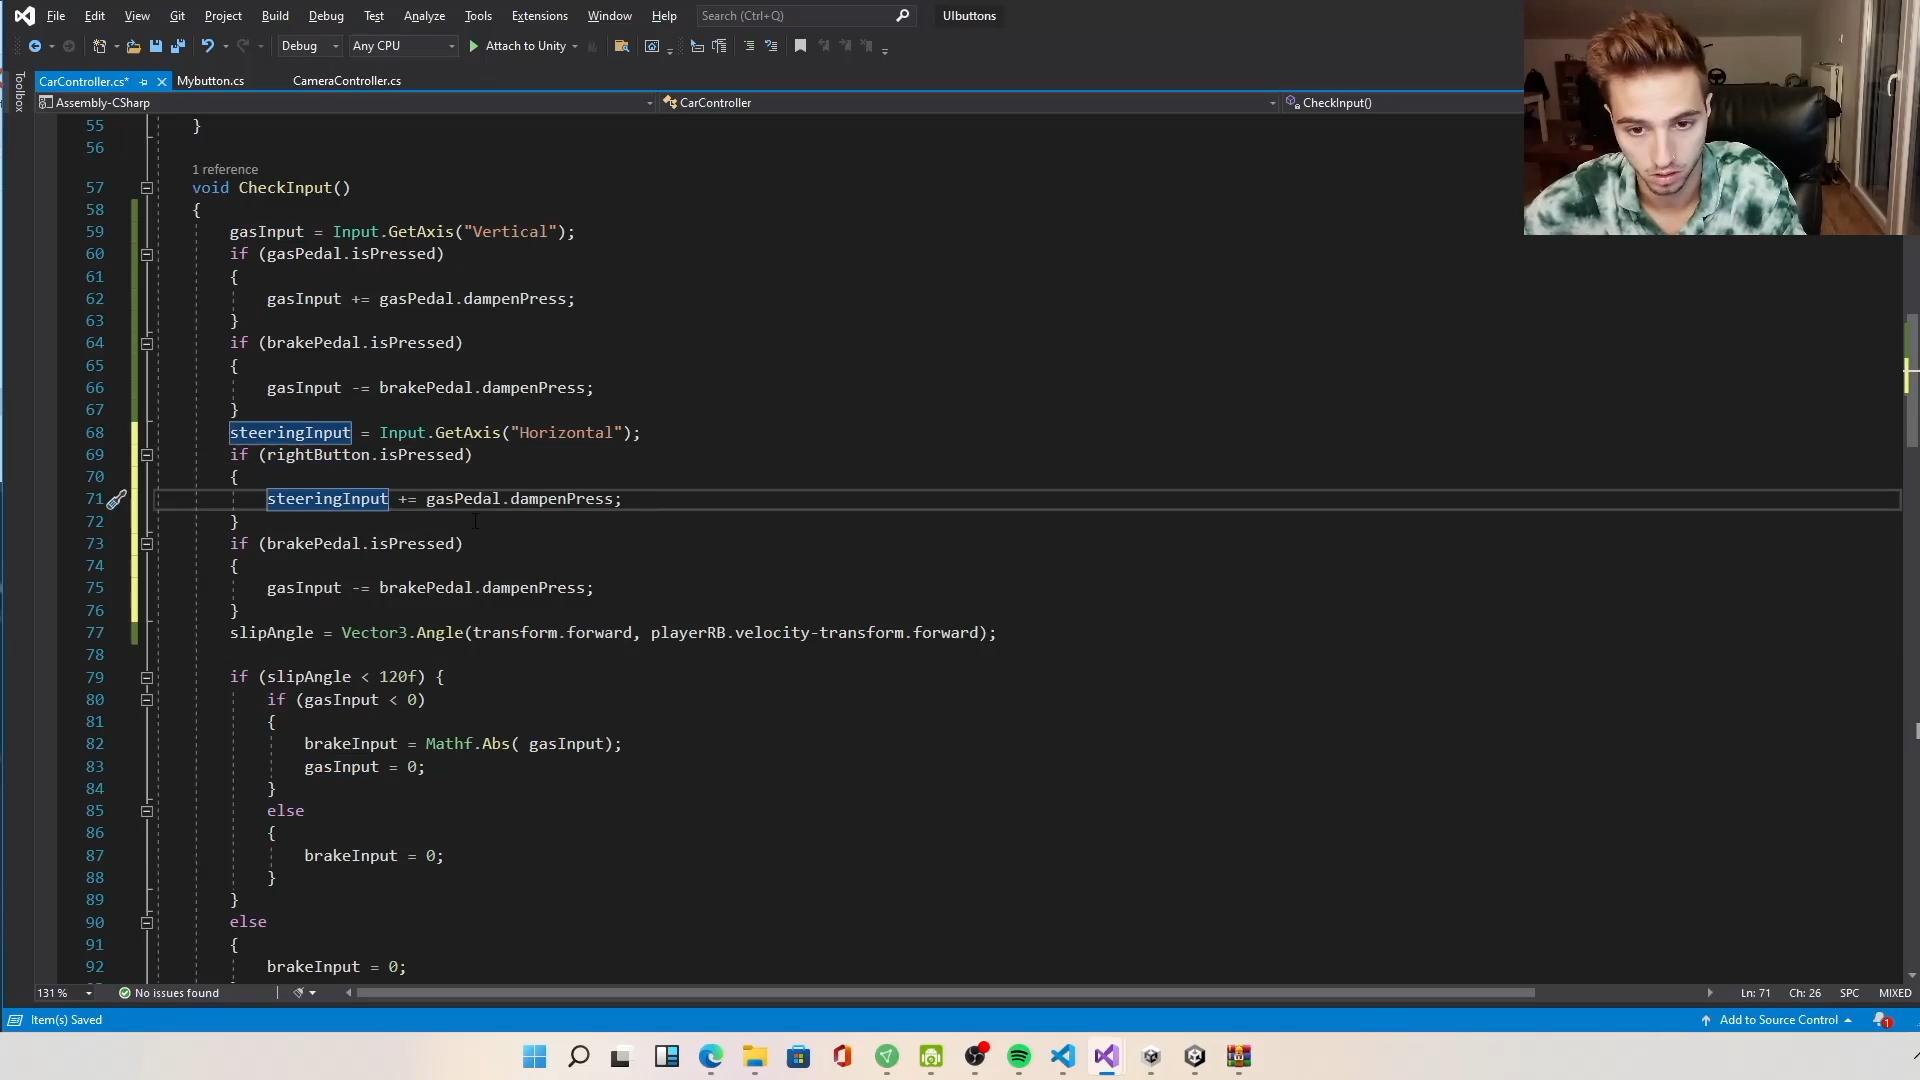 File Edit View Git Project Build Debug Test Analyze Tools Extensions Window Help Search (Ctrl+Q) UIbuttons
Debug Any CPU Attach to Unity
Toolbox
CarController.cs* Mybutton.cs CameraController.cs
Assembly-CSharp CarController CheckInput()
55 }
56
1 reference
57 void CheckInput()
58 {
59 gasInput = Input.GetAxis("Vertical");
60 if (gasPedal.isPressed)
61 {
62 gasInput += gasPedal.dampenPress;
63 }
64 if (brakePedal.isPressed)
65 {
66 gasInput -= brakePedal.dampenPress;
67 }
68 steeringInput = Input.GetAxis("Horizontal");
69 if (rightButton.isPressed)
70 {
71 steeringInput += gasPedal.dampenPress;
72 }
73 if (brakePedal.isPressed)
74 {
75 gasInput -= brakePedal.dampenPress;
76 }
77 slipAngle = Vector3.Angle(transform.forward, playerRB.velocity-transform.forward);
78
79 if (slipAngle < 120f) {
80 if (gasInput < 0)
81 {
82 brakeInput = Mathf.Abs( gasInput);
83 gasInput = 0;
84 }
85 else
86 {
87 brakeInput = 0;
88 }
89 }
90 else
91 {
92 brakeInput = 0;
131 % No issues found Ln: 71 Ch: 26 SPC MIXED
Item(s) Saved Add to Source Control 1